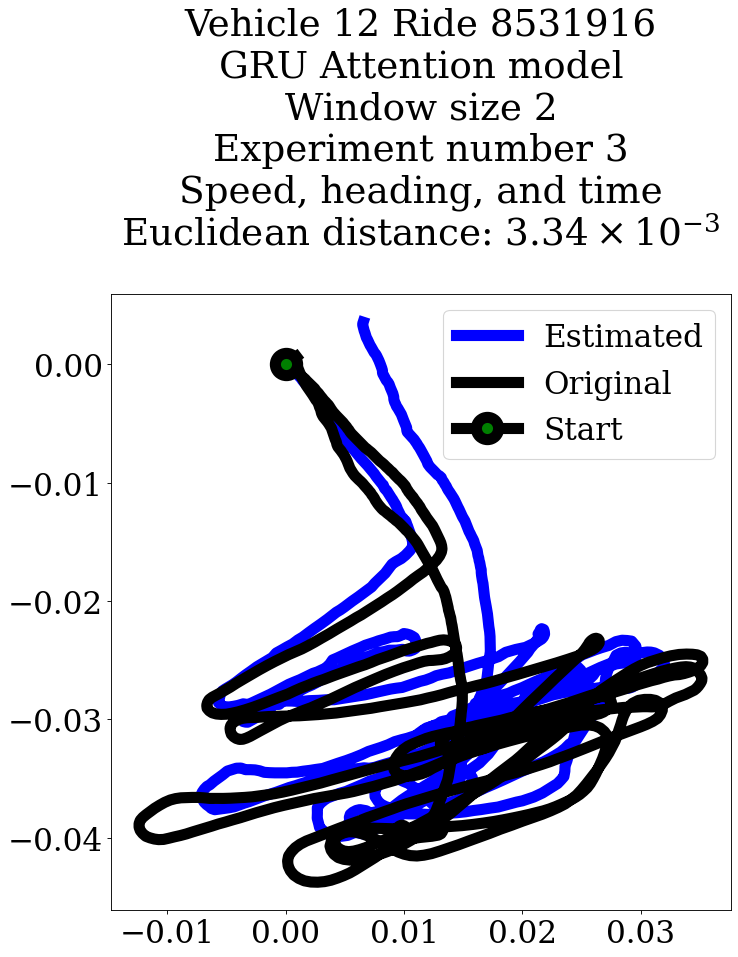 Vehicle 12 Ride 8531916
GRU Attention model
Window size 2
Experiment number 3
Speed, heading, and time
Euclidean distance: 3.34 × 10⁻³
Estimated
Original
Start
0.00
−0.01
−0.02
−0.03
−0.04
−0.01 0.00 0.01 0.02 0.03